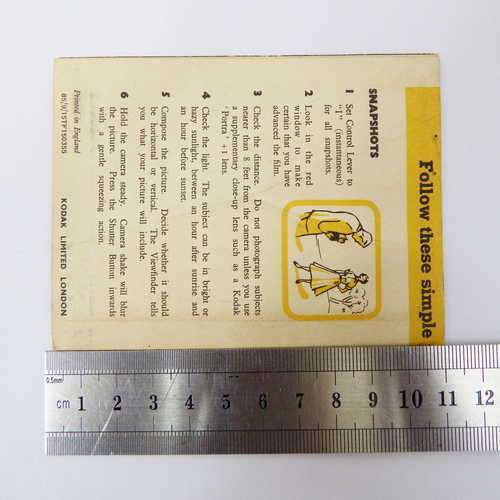 Follow these simple
SNAPSHOTS
1 Set Control Lever to
"I" (instantaneous)
for all snapshots.
2 Look in the red
window to make
certain that you have
advanced the film.
3 Check the distance. Do not photograph subjects
nearer than 8 feet from the camera unless you use
a supplementary close-up lens such as a Kodak
'Portra' +1 lens.
4 Check the light. The subject can be in bright or
hazy sunlight, between an hour after sunrise and
an hour before sunset.
5 Compose the picture. Decide whether it should
be horizontal or vertical. The Viewfinder tells
you what your picture will include.
6 Hold the camera steady. Camera shake will blur
the picture. Press the Shutter Button inwards
with a gentle, squeezing action.
Printed in England
KODAK LIMITED LONDON
0.5mm
cm 1 2 3 4 5 6 7 8 9 10 11 12